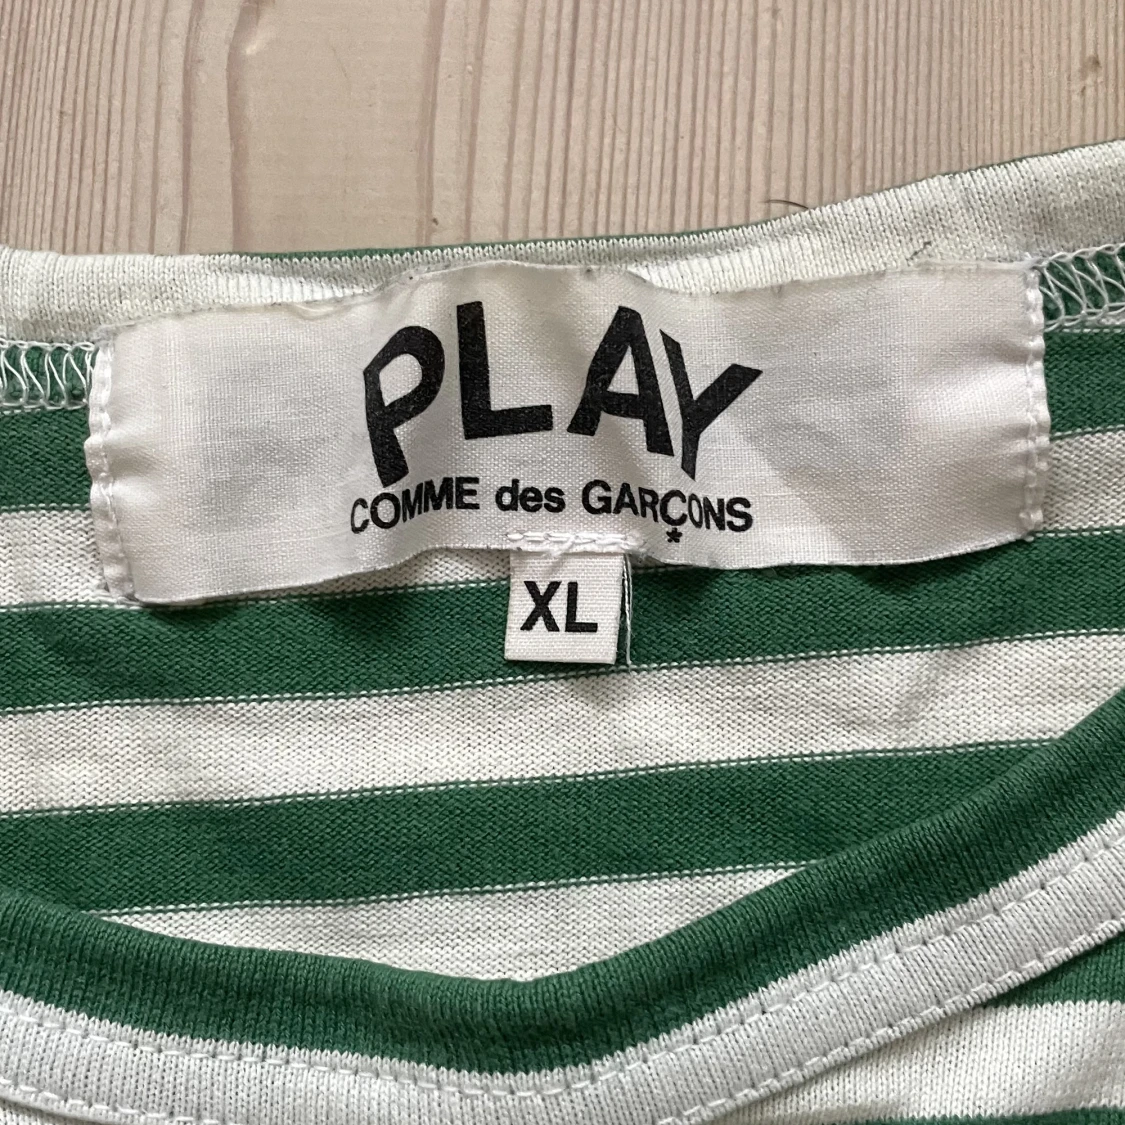 PLAY
COMME des GARÇONS
*
XL